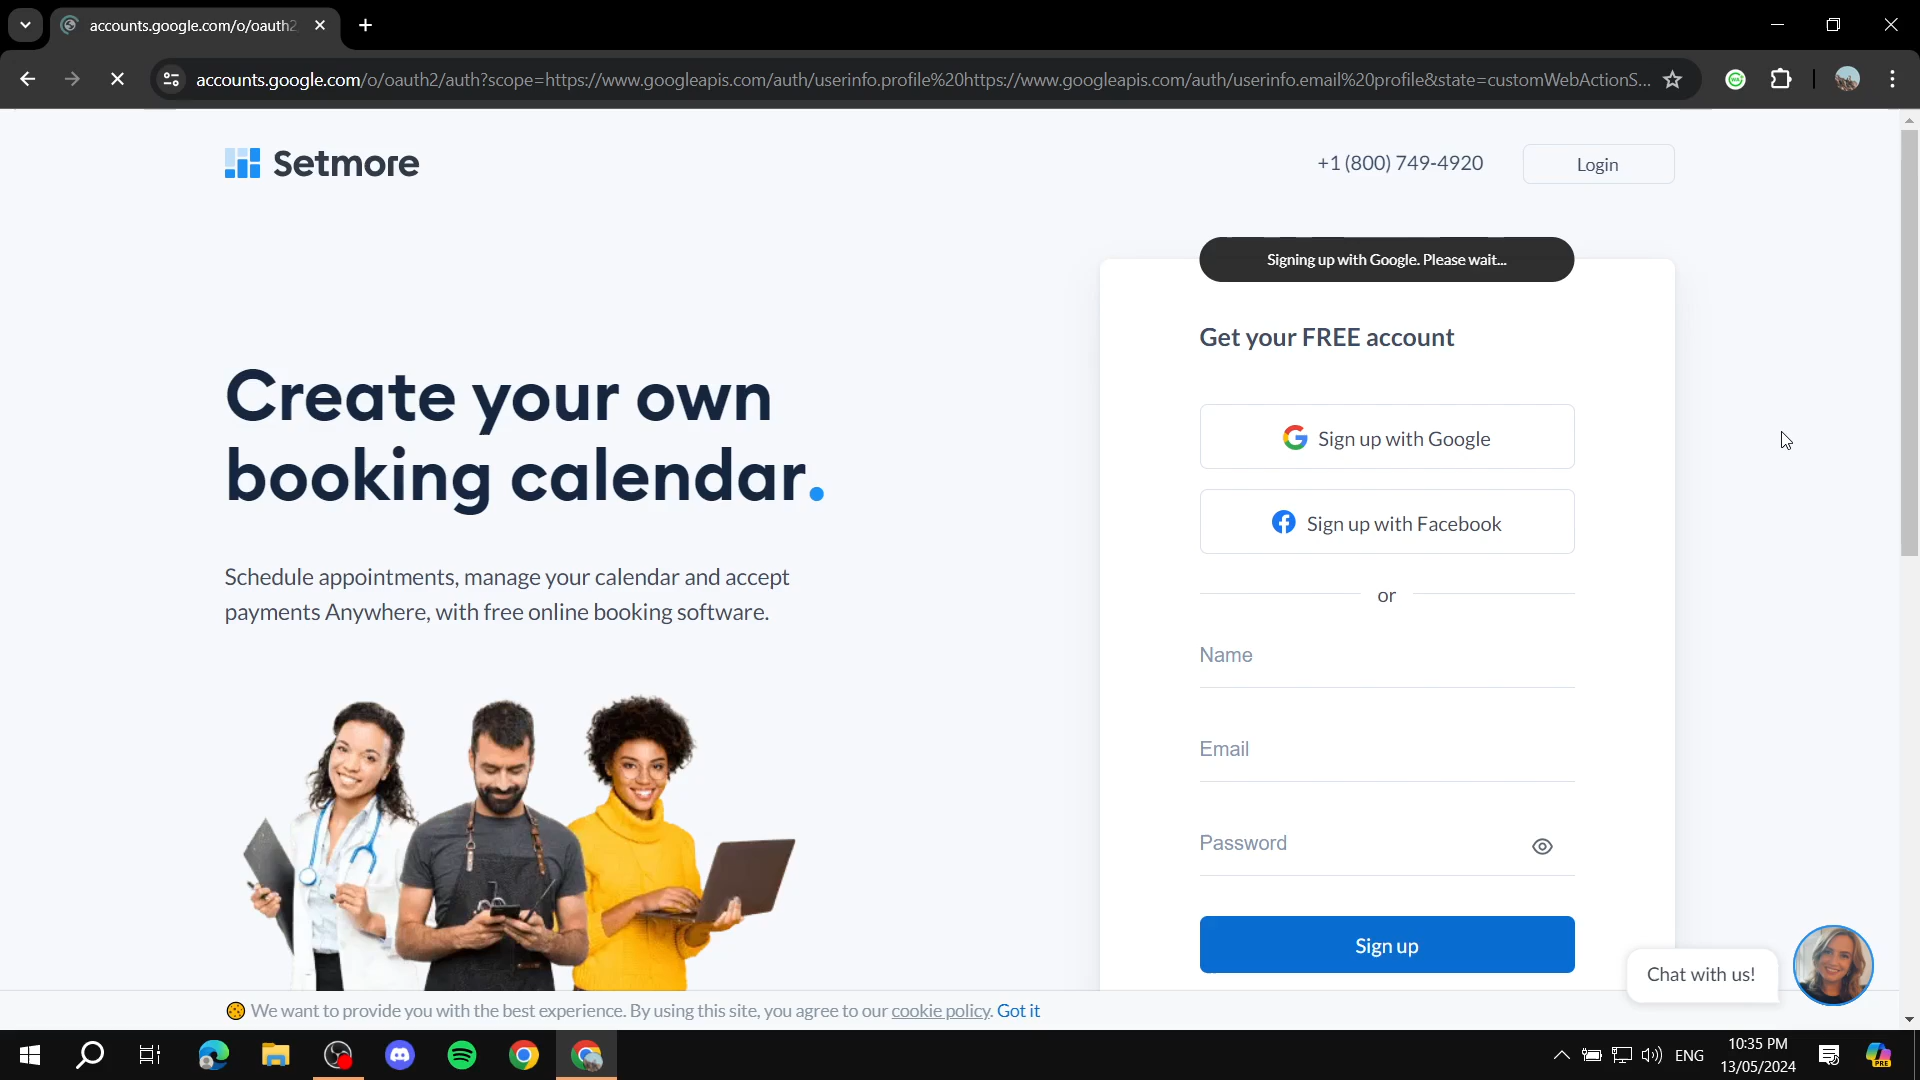 accounts.google.com/o/oauth2
accounts.google.com/o/oauth2/auth?scope=https://www.googleapis.com/auth/userinfo.profile%20https://www.googleapis.com/auth/userinfo.email%20profile&state=customWebActionS...
Setmore
+1 (800) 749-4920
Login
Signing up with Google. Please wait...
Get your FREE account
Sign up with Google
Sign up with Facebook
or
Name
Email
Password
Sign up
Create your own
booking calendar.
Schedule appointments, manage your calendar and accept
payments Anywhere, with free online booking software.
Chat with us!
We want to provide you with the best experience. By using this site, you agree to our cookie policy. Got it
ENG
10:35 PM
13/05/2024
PRE